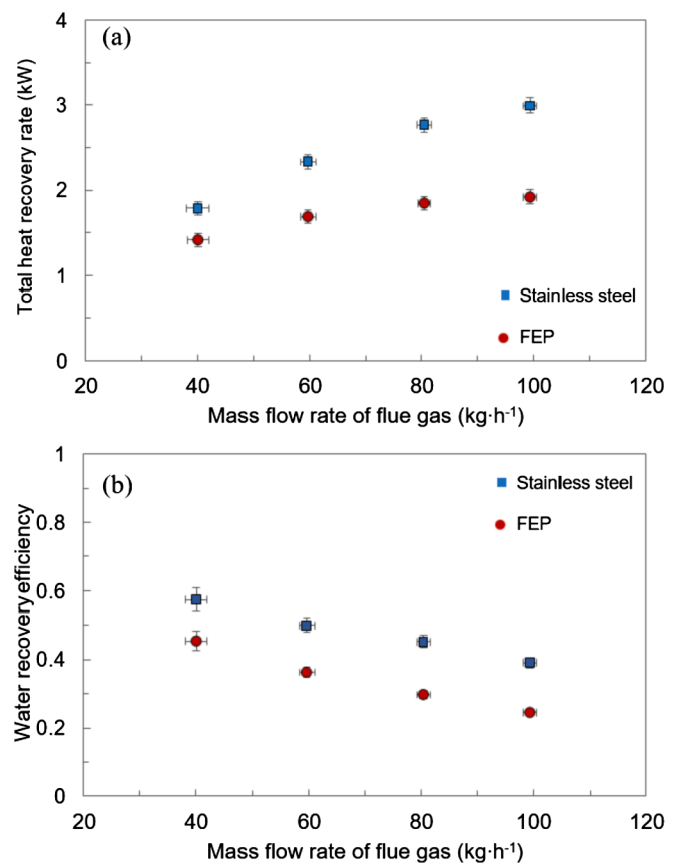 (a)
Total heat recovery rate (kW)
4
3
2
1
0
Stainless steel
FEP
20 40 60 80 100 120
Mass flow rate of flue gas (kg·h⁻¹)
(b)
Water recovery efficiency
1
0.8
0.6
0.4
0.2
0
Stainless steel
FEP
20 40 60 80 100 120
Mass flow rate of flue gas (kg·h⁻¹)